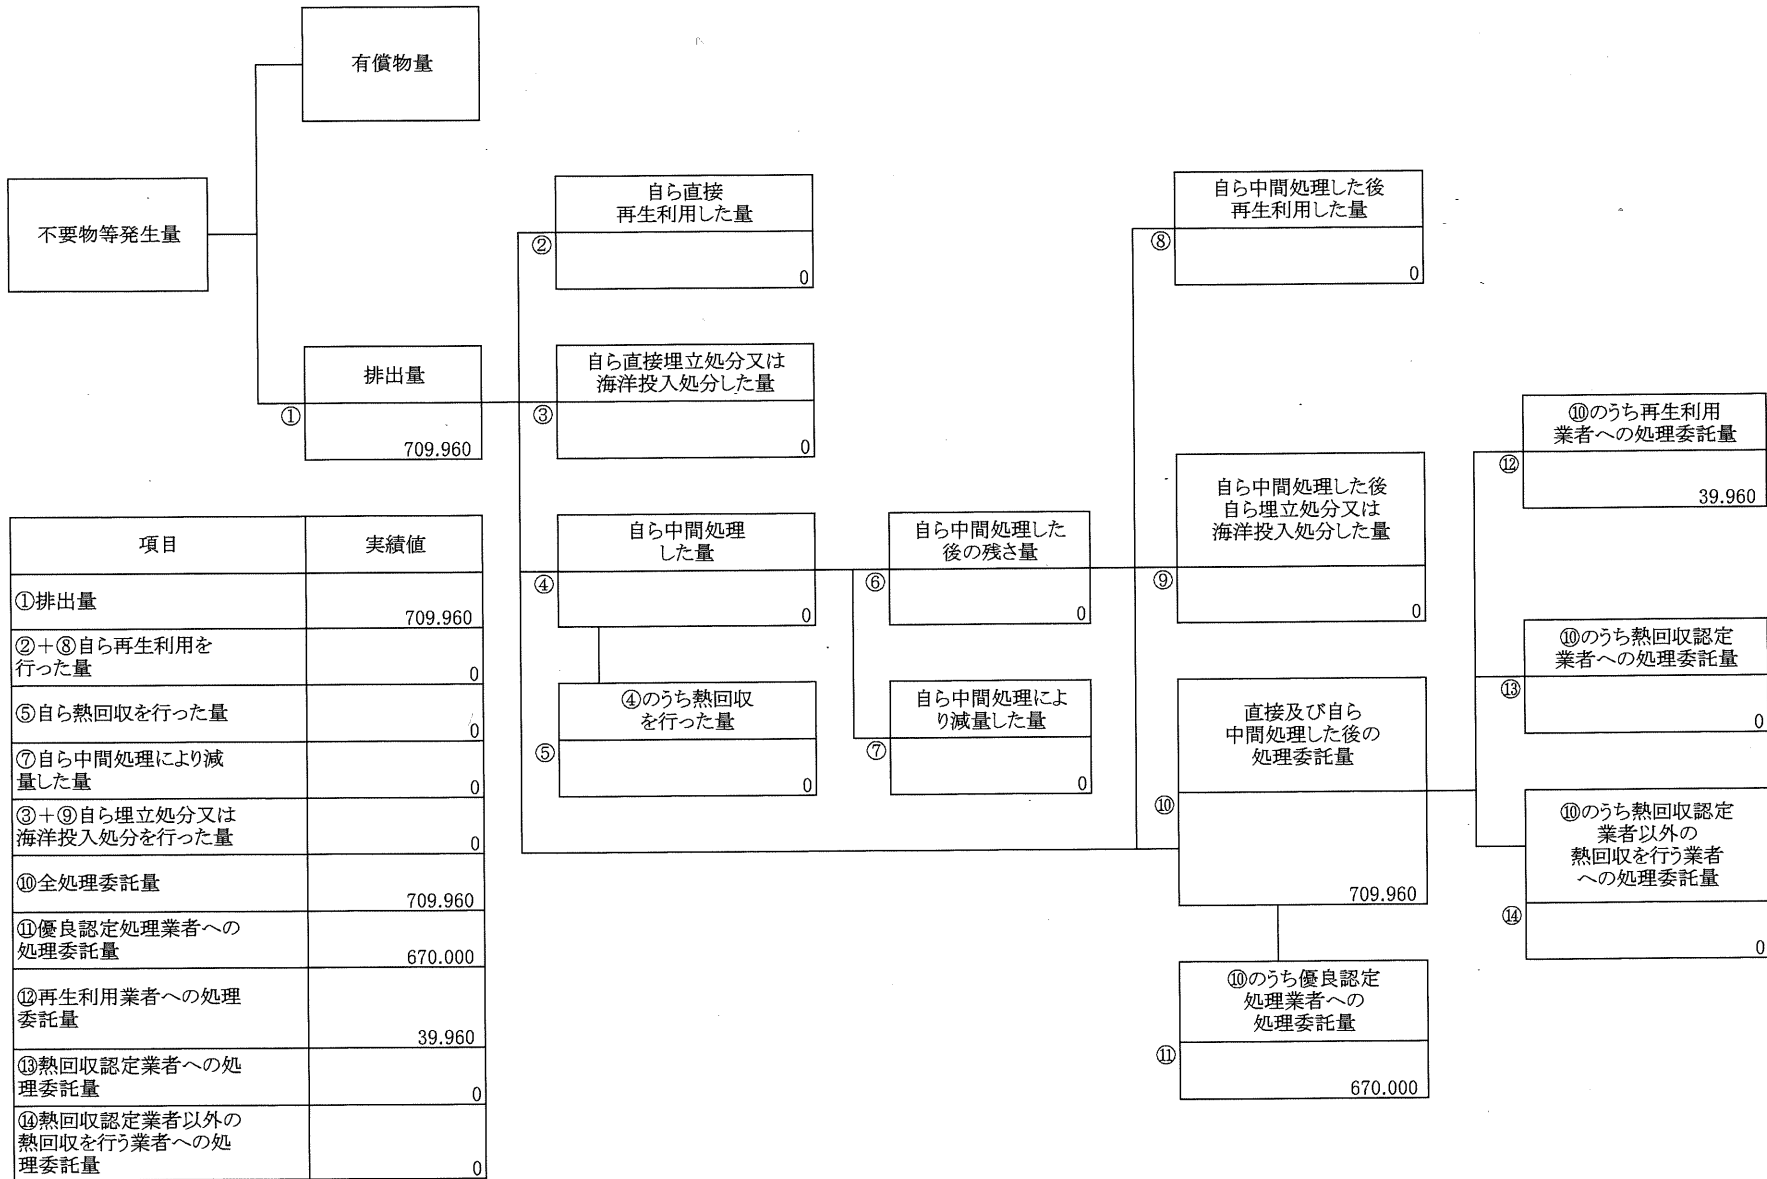 有償物量
不要物等発生量
排出量
①
709.960
自ら直接
再生利用した量
②
0
自ら直接埋立処分又は
海洋投入処分した量
③
0
自ら中間処理
した量
④
0
④のうち熱回収
を行った量
⑤
0
自ら中間処理した
後の残さ量
⑥
0
自ら中間処理によ
り減量した量
⑦
0
自ら中間処理した後
再生利用した量
⑧
0
自ら中間処理した後
自ら埋立処分又は
海洋投入処分した量
⑨
0
直接及び自ら
中間処理した後の
処理委託量
⑩
709.960
⑩のうち優良認定
処理業者への
処理委託量
⑪
670.000
⑩のうち再生利用
業者への処理委託量
⑫
39.960
⑩のうち熱回収認定
業者への処理委託量
⑬
0
⑩のうち熱回収認定
業者以外の
熱回収を行う業者
への処理委託量
⑭
0
項目 実績値
①排出量
709.960
②＋⑧自ら再生利用を
行った量
0
⑤自ら熱回収を行った量
0
⑦自ら中間処理により減
量した量
0
③＋⑨自ら埋立処分又は
海洋投入処分を行った量
0
⑩全処理委託量
709.960
⑪優良認定処理業者への
処理委託量
670.000
⑫再生利用業者への処理
委託量
39.960
⑬熱回収認定業者への処
理委託量
0
⑭熱回収認定業者以外の
熱回収を行う業者への処
理委託量
0